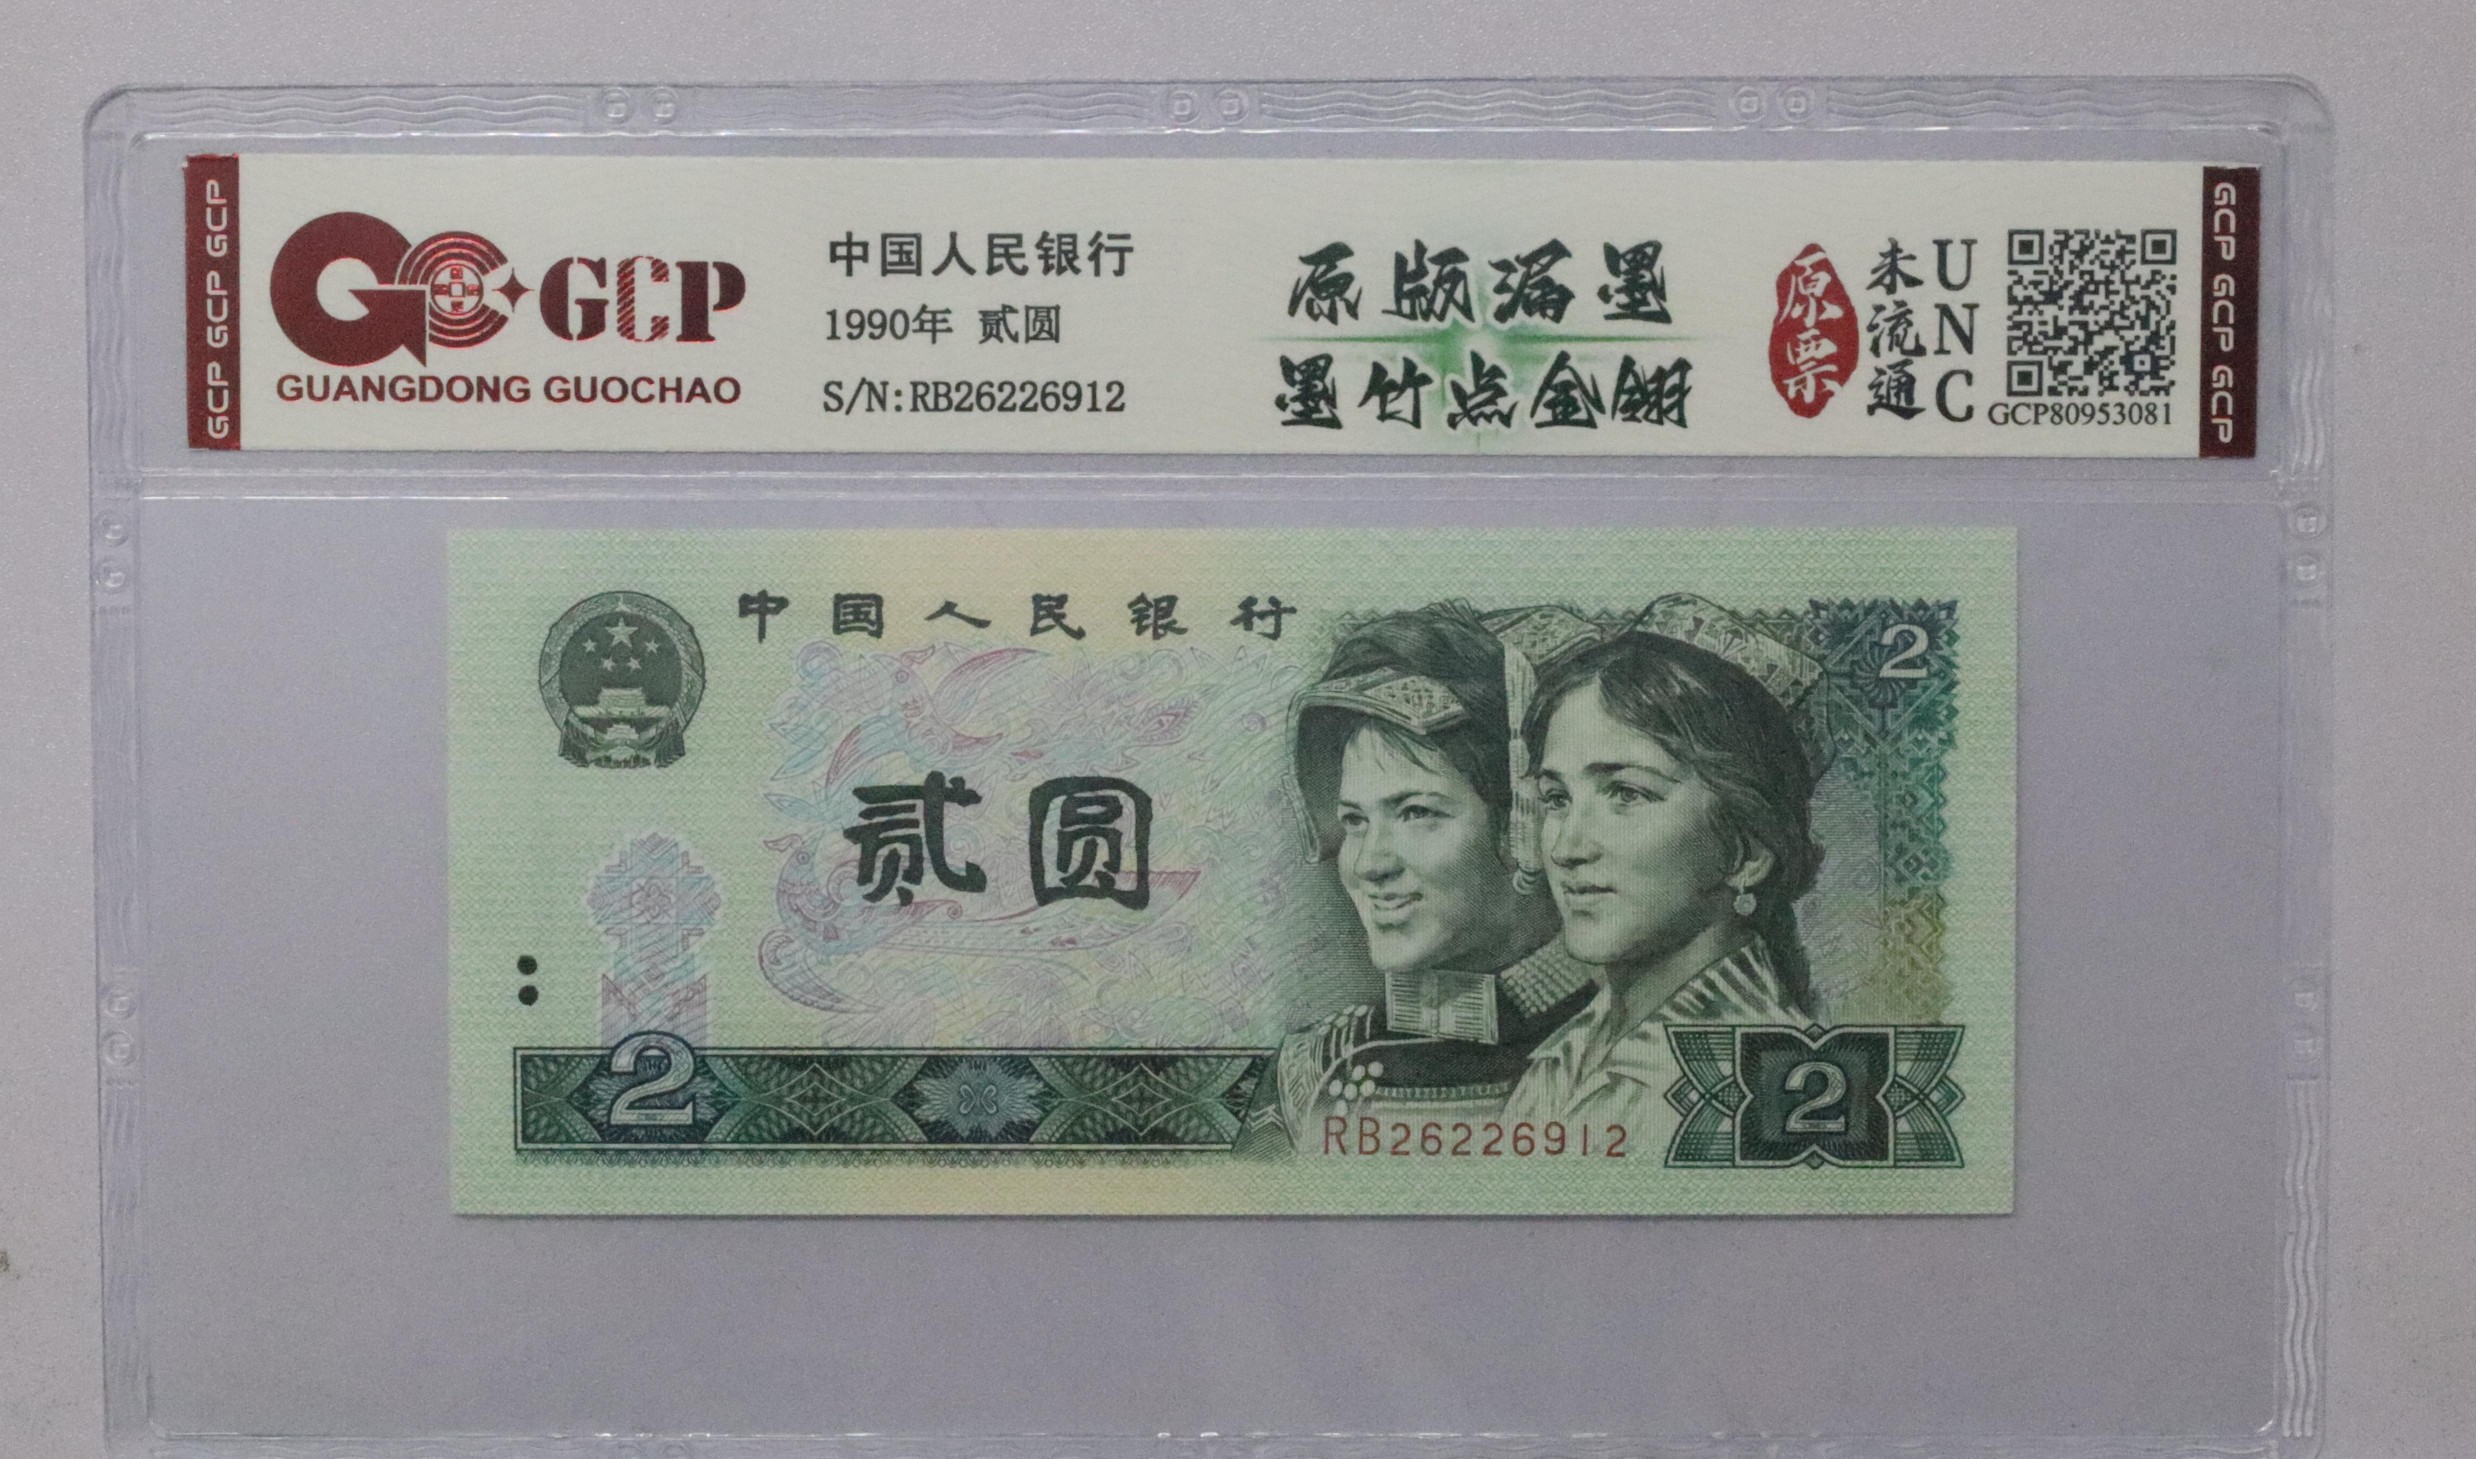 GCP GCP GCP
GCP
GUANGDONG GUOCHAO
中国人民银行
1990年 贰圆
S/N:RB26226912
原版漏墨
墨竹点金翎
原票
未流通
UNC
GCP80953081
GCP GCP GCP
中国人民银行
2
贰圆
2
RB26226912
2